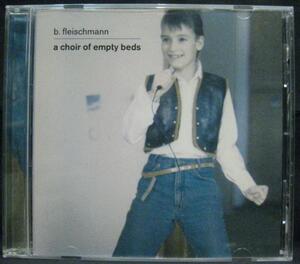 b. fleischmann
a choir of empty beds